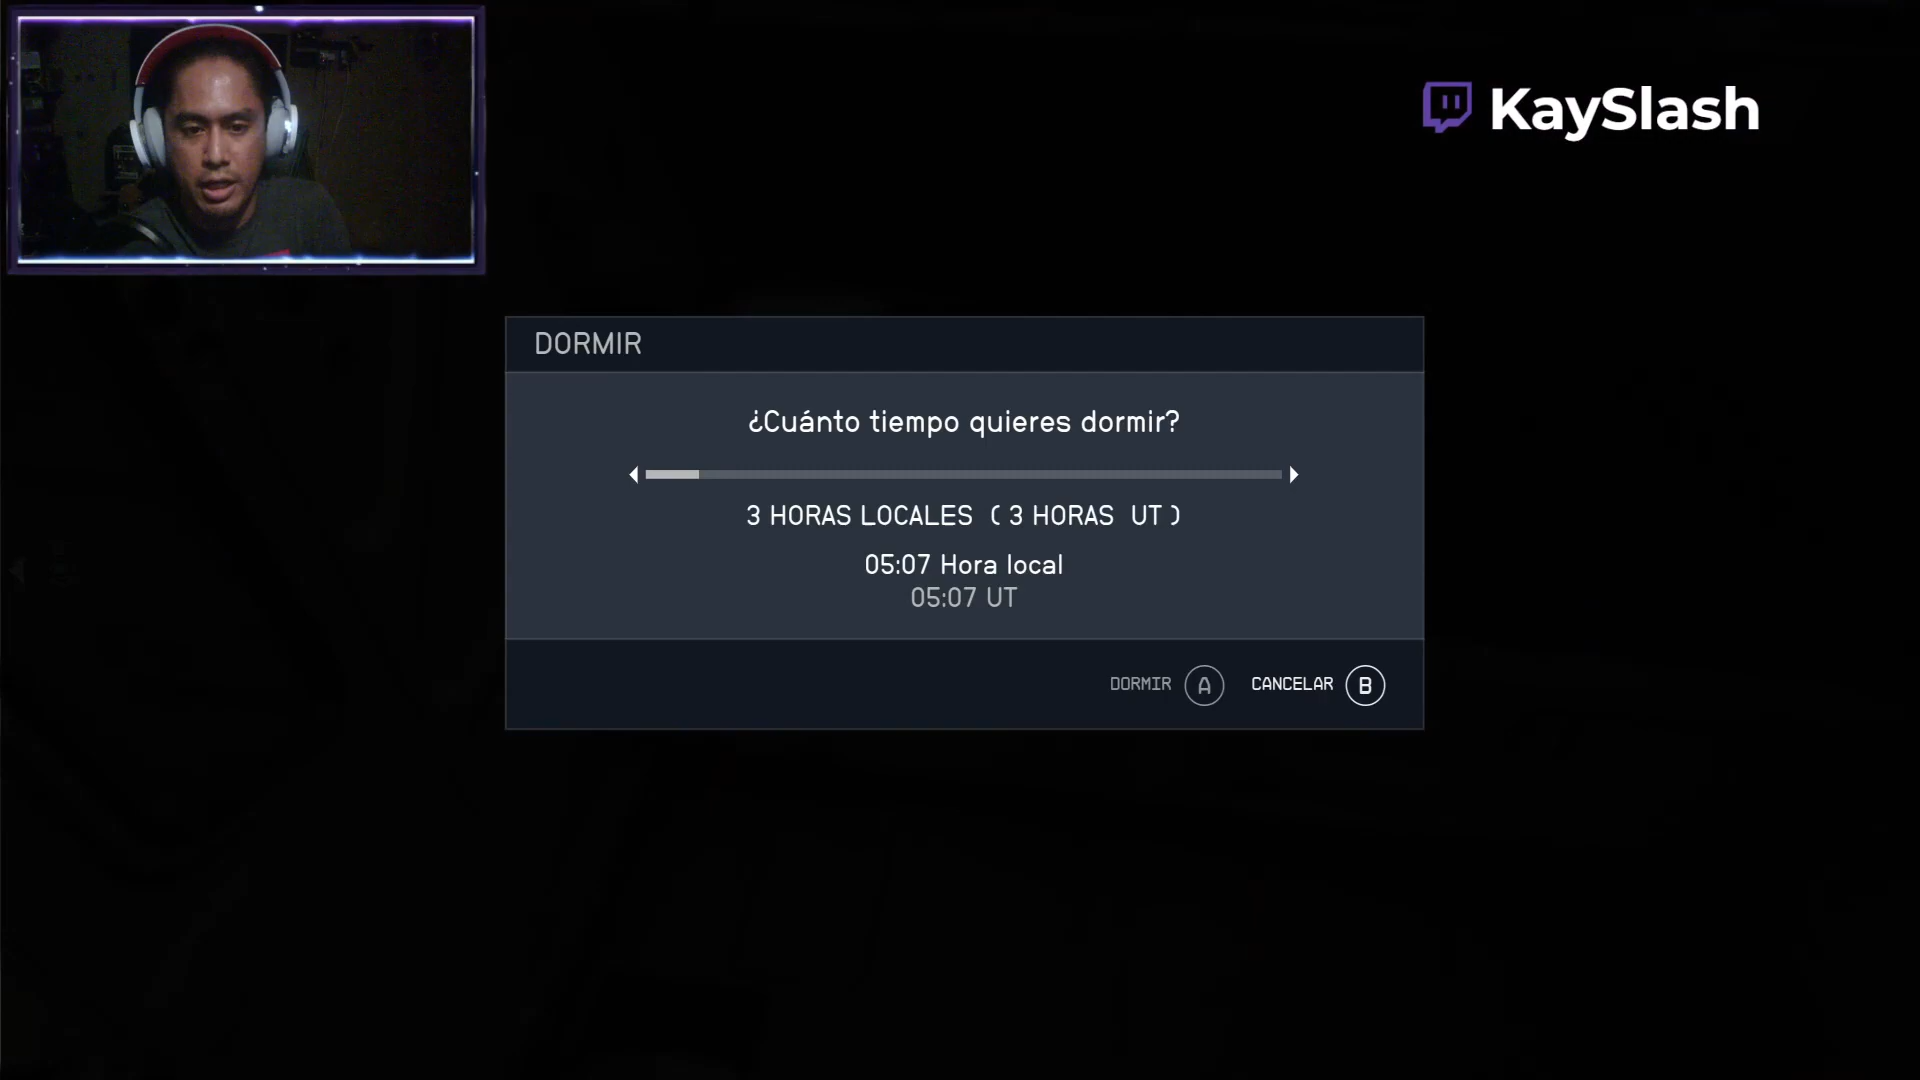 KaySlash
DORMIR
¿Cuánto tiempo quieres dormir?
3 HORAS LOCALES ( 3 HORAS UT )
05:07 Hora local
05:07 UT
DORMIR A CANCELAR B